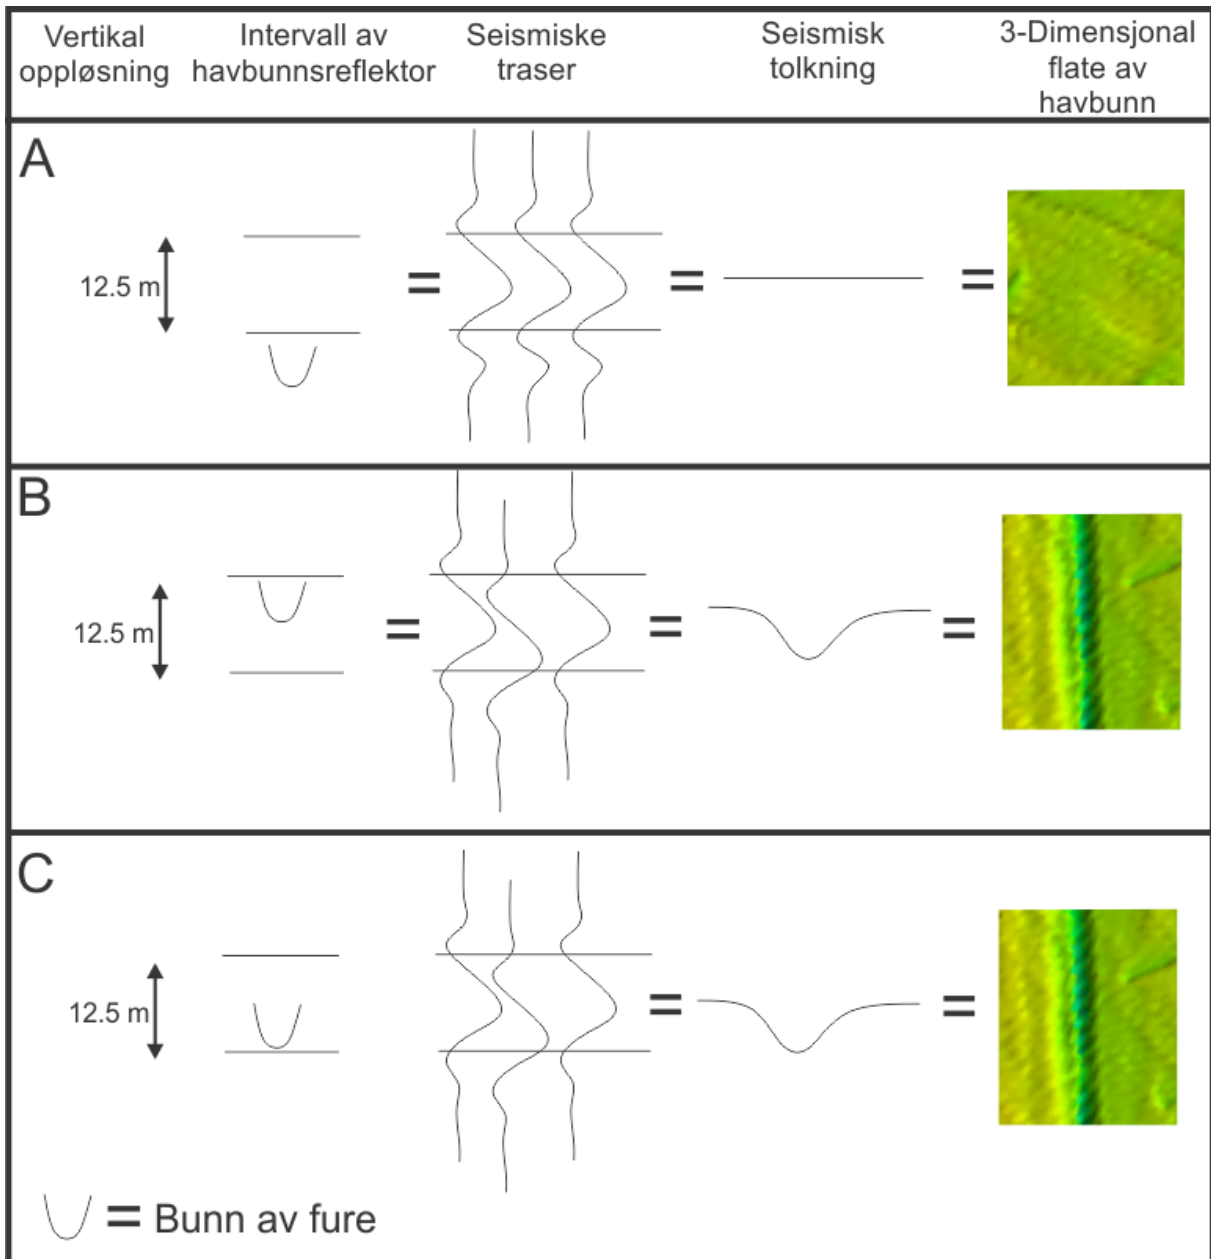 Vertikal
oppløsning
Intervall av
havbunnsreflektor
Seismiske
traser
Seismisk
tolkning
3-Dimensjonal
flate av
havbunn
A
12.5 m
=
=
=
B
12.5 m
=
=
=
C
12.5 m
=
=
= Bunn av fure